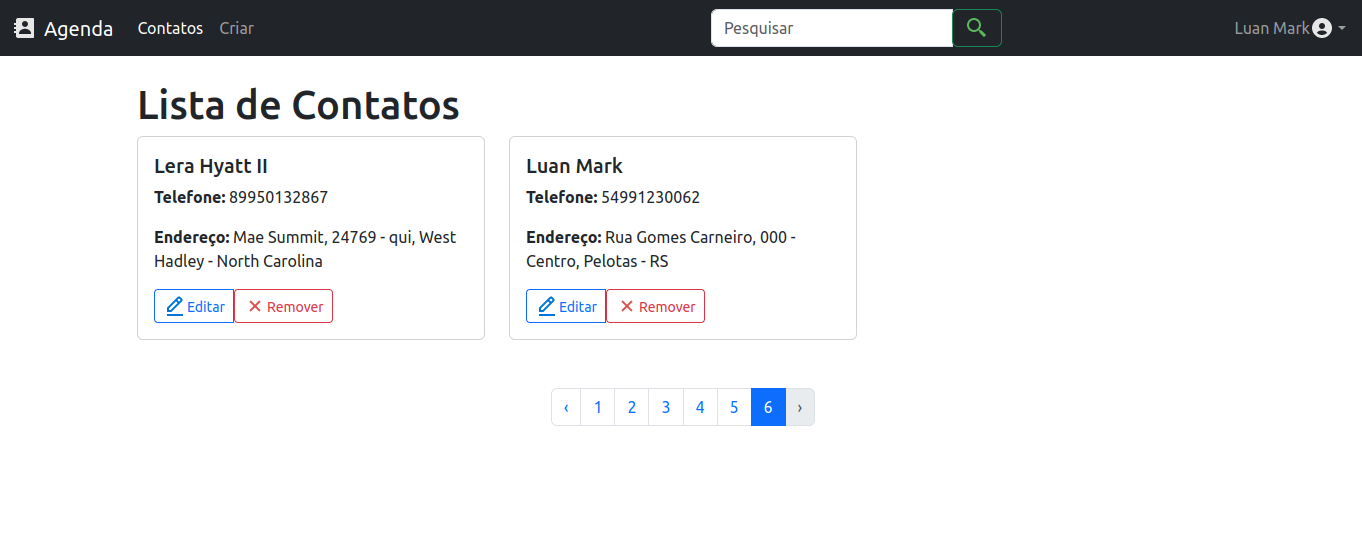 Agenda Contatos Criar Pesquisar Luan Mark
Lista de Contatos
Lera Hyatt II
Telefone: 89950132867
Endereço: Mae Summit, 24769 - qui, West
Hadley - North Carolina
Editar Remover
Luan Mark
Telefone: 54991230062
Endereço: Rua Gomes Carneiro, 000 -
Centro, Pelotas - RS
Editar Remover
‹ 1 2 3 4 5 6 ›